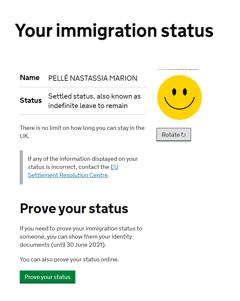 Your immigration status
Name PELLÉ NASTASSIA MARION
Status Settled status, also known as
indefinite leave to remain
Rotate ↻
There is no limit on how long you can stay in the
UK.
If any of the information displayed on your
status is incorrect, contact the EU
Settlement Resolution Centre.
Prove your status
If you need to prove your immigration status to
someone, you can show them your identity
documents (until 30 June 2021).
You can also prove your status online.
Prove your status